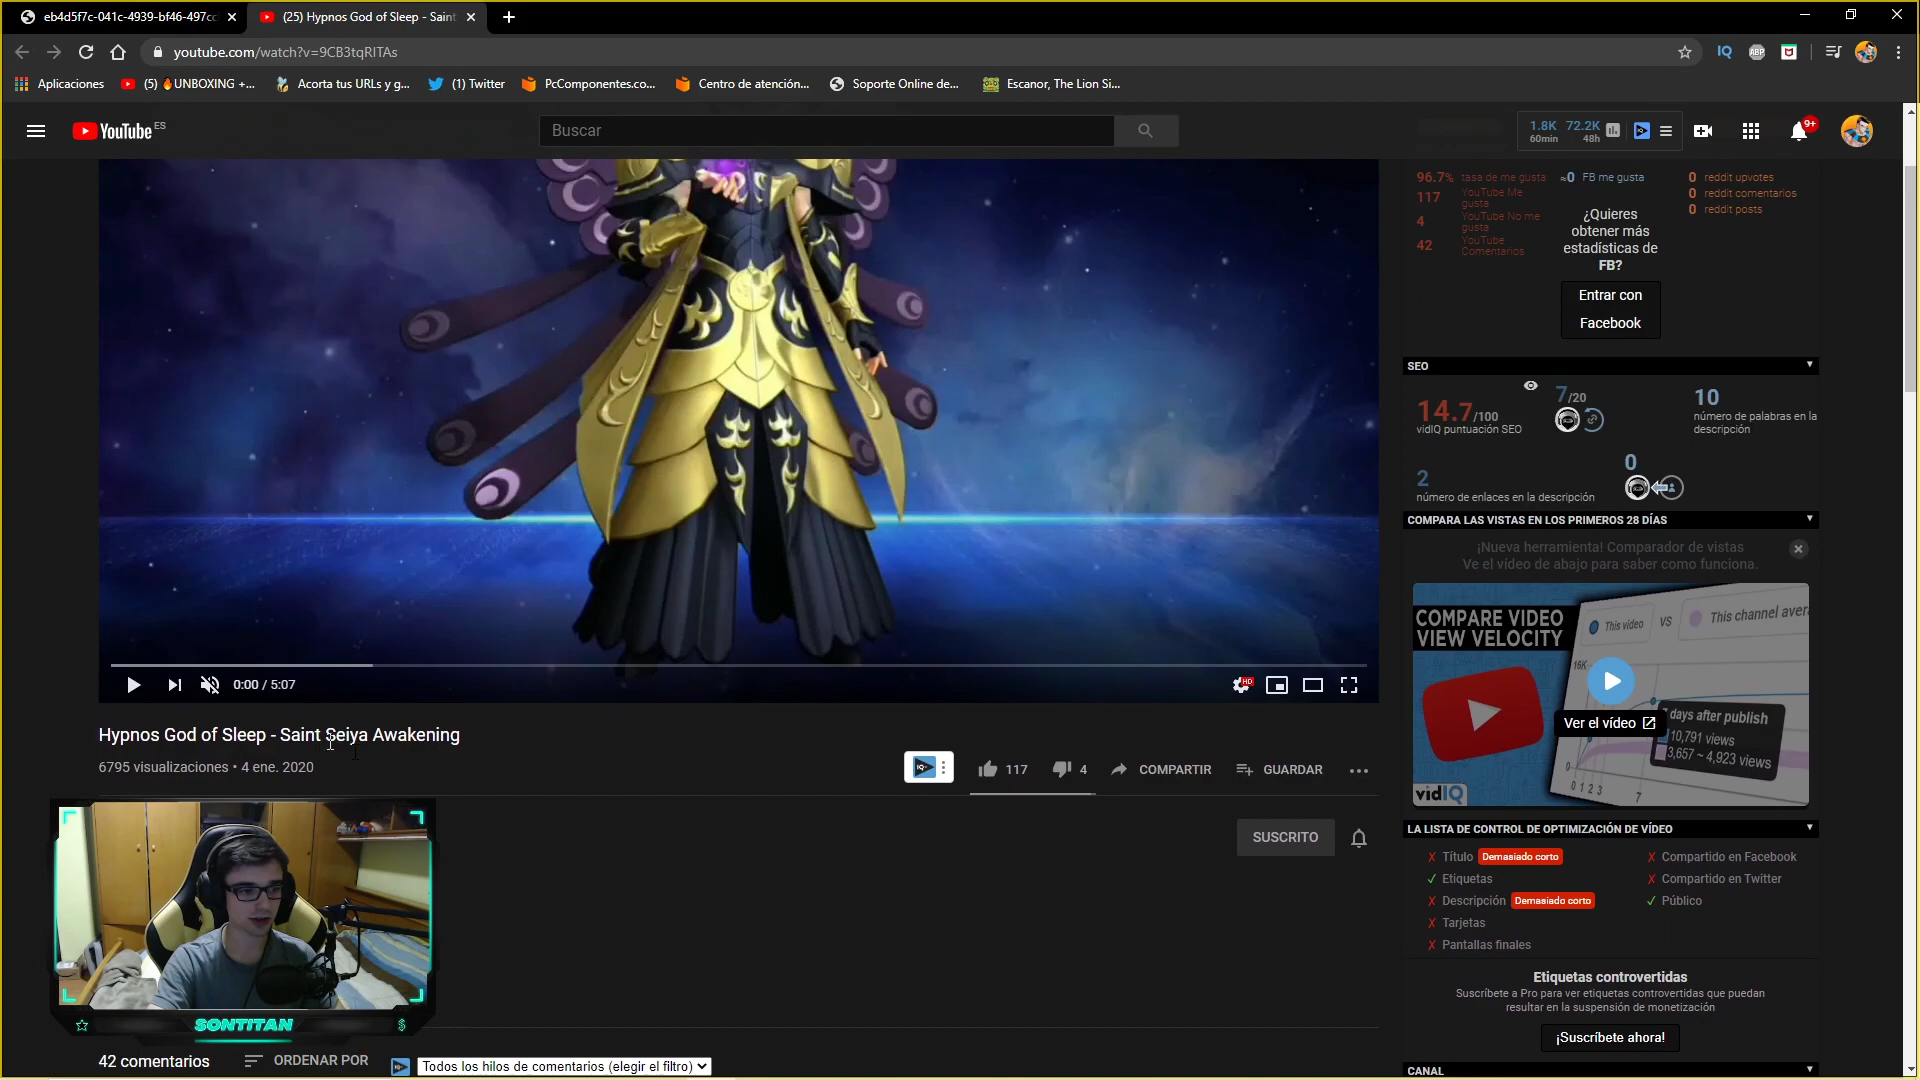 eb4d5f7c-041c-4939-bf46-497cc
(25) Hypnos God of Sleep - Saint
youtube.com/watch?v=9CB3tqRITAs
IQ
ABP
Aplicaciones
(5) 🔥UNBOXING +...
Acorta tus URLs y g...
(1) Twitter
PcComponentes.co...
Centro de atención...
Soporte Online de...
Escanor, The Lion Si...
YouTube ES
Buscar
1.8K 72.2K
60min 48h
9+
96.7% tasa de me gusta
117 YouTube Me gusta
4 YouTube No me gusta
42 YouTube Comentarios
≈0 FB me gusta
¿Quieres
obtener más
estadísticas de
FB?
Entrar con
Facebook
0 reddit upvotes
0 reddit comentarios
0 reddit posts
SEO
14.7/100
vidIQ puntuación SEO
7/20
10
número de palabras en la
descripción
2
número de enlaces en la descripción
0
COMPARA LAS VISTAS EN LOS PRIMEROS 28 DÍAS
¡Nueva herramienta! Comparador de vistas
Ve el vídeo de abajo para saber como funciona.
COMPARE VIDEO
VIEW VELOCITY
This video VS This channel aver
16K
Ver el vídeo
days after publish
10,791 views
3,657 ~ 4,923 views
0
0 1 2 3 7
vidIQ
0:00 / 5:07
HD
Hypnos God of Sleep - Saint Seiya Awakening
6795 visualizaciones • 4 ene. 2020
117
4
COMPARTIR
GUARDAR
SUSCRITO
LA LISTA DE CONTROL DE OPTIMIZACIÓN DE VÍDEO
✗ Título Demasiado corto
✓ Etiquetas
✗ Descripción Demasiado corto
✗ Tarjetas
✗ Pantallas finales
✗ Compartido en Facebook
✗ Compartido en Twitter
✓ Público
Etiquetas controvertidas
Suscríbete a Pro para ver etiquetas controvertidas que puedan
resultar en la suspensión de monetización
¡Suscríbete ahora!
CANAL
SONTITAN
$
42 comentarios
ORDENAR POR
Todos los hilos de comentarios (elegir el filtro)